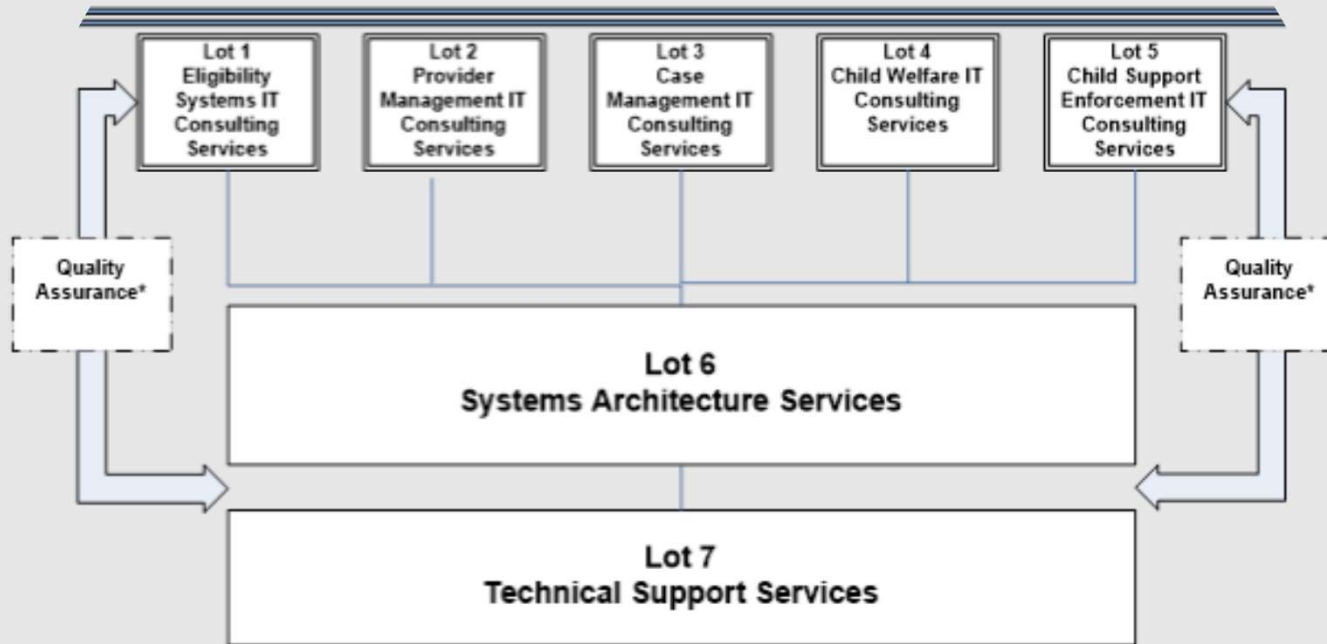 Lot 1
Eligibility
Systems IT
Consulting
Services
Lot 2
Provider
Management IT
Consulting
Services
Lot 3
Case
Management IT
Consulting
Services
Lot 4
Child Welfare IT
Consulting
Services
Lot 5
Child Support
Enforcement IT
Consulting
Services
Quality
Assurance*
Quality
Assurance*
Lot 6
Systems Architecture Services
Lot 7
Technical Support Services